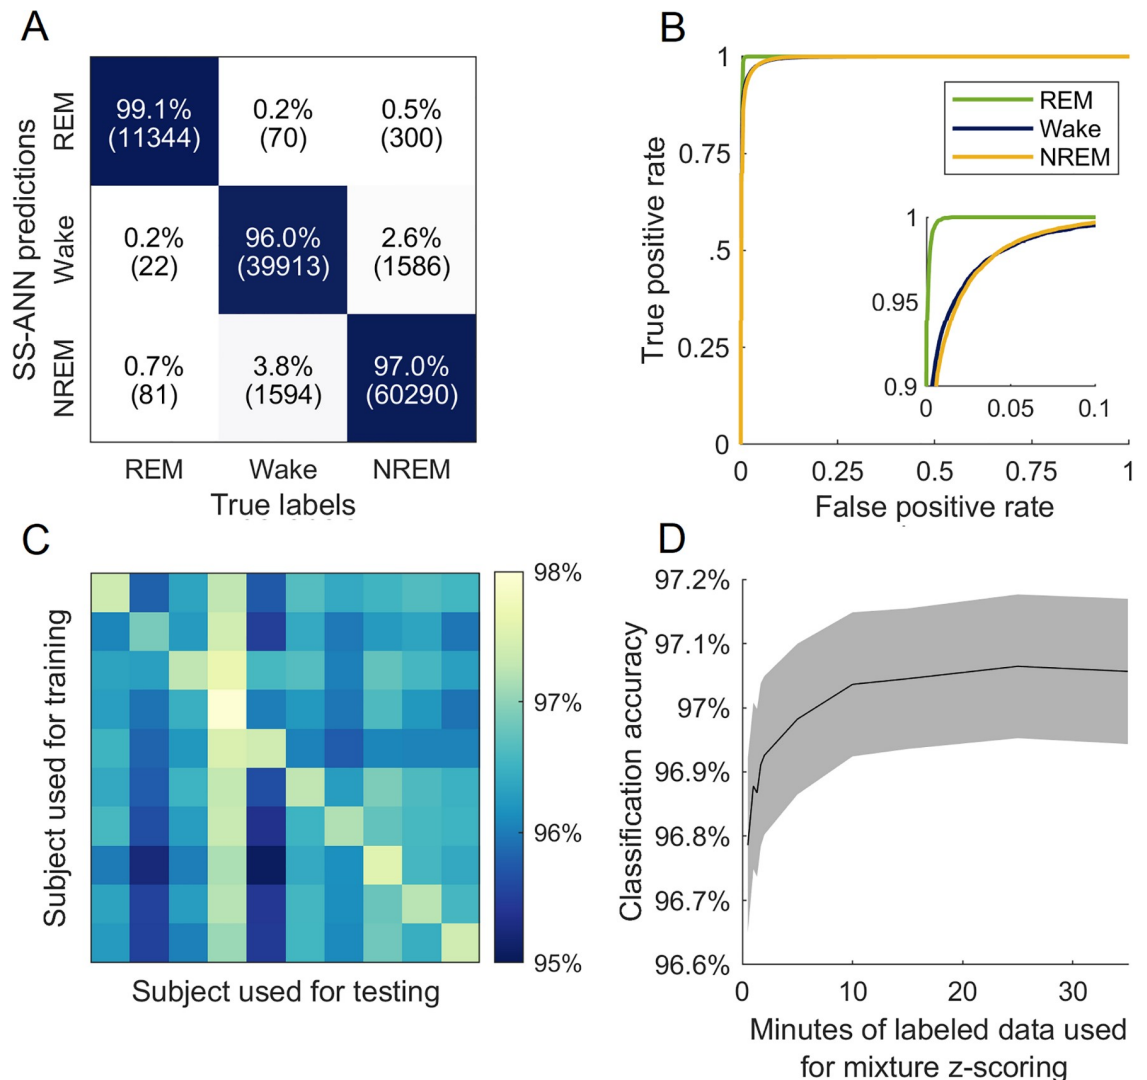 A
SS-ANN predictions
REM
Wake
NREM
99.1%
(11344)
0.2%
(70)
0.5%
(300)
0.2%
(22)
96.0%
(39913)
2.6%
(1586)
0.7%
(81)
3.8%
(1594)
97.0%
(60290)
REM
Wake
NREM
True labels
B
True positive rate
1
0.75
.5
0.25
0
REM
Wake
NREM
1
0.95
0.9
0
0.05
0.1
0
0.25
0.5
0.75
1
False positive rate
C
Subject used for training
98%
97%
96%
95%
Subject used for testing
D
Classification accuracy
97.2%
97.1%
97%
96.9%
96.8%
96.7%
96.6%
0
10
20
30
Minutes of labeled data used
for mixture z-scoring